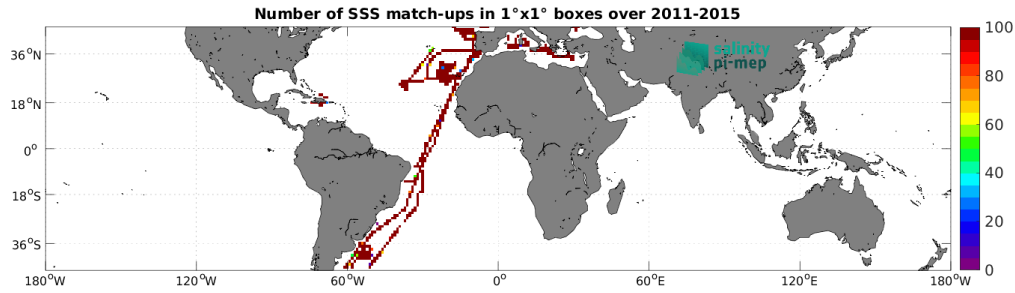 Number of SSS match-ups in 1°x1° boxes over 2011-2015
salinity
pi-mep
36°N
18°N
0°
18°S
36°S
180°W
120°W
60°W
0°
60°E
120°E
180°W
100
80
60
40
20
0